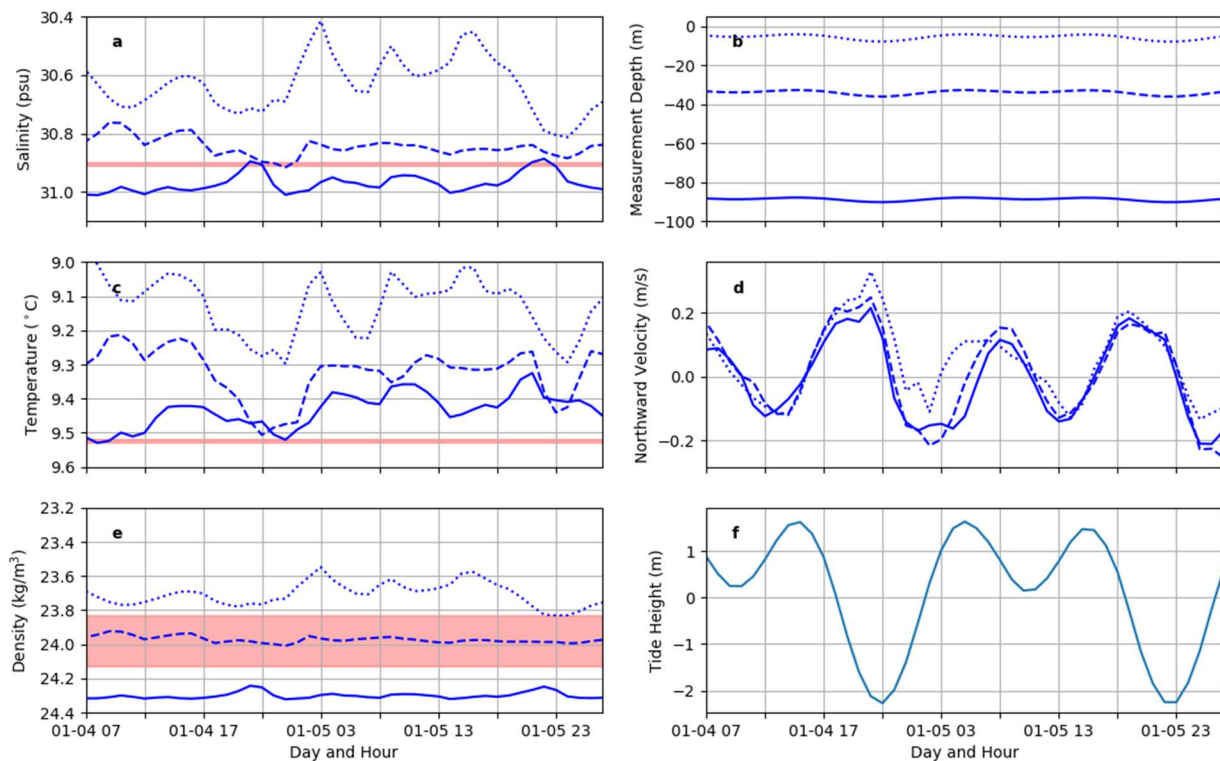 30.4
30.6
30.8
31.0
Salinity (psu)
a
0
−20
−40
−60
−80
−100
Measurement Depth (m)
b
9.0
9.1
9.2
9.3
9.4
9.5
9.6
Temperature (°C)
c
0.2
0.0
−0.2
Northward Velocity (m/s)
d
23.2
23.4
23.6
23.8
24.0
24.2
24.4
Density (kg/m³)
e
01-04 07 01-04 17 01-05 03 01-05 13 01-05 23
Day and Hour
1
0
−1
−2
Tide Height (m)
f
01-04 07 01-04 17 01-05 03 01-05 13 01-05 23
Day and Hour